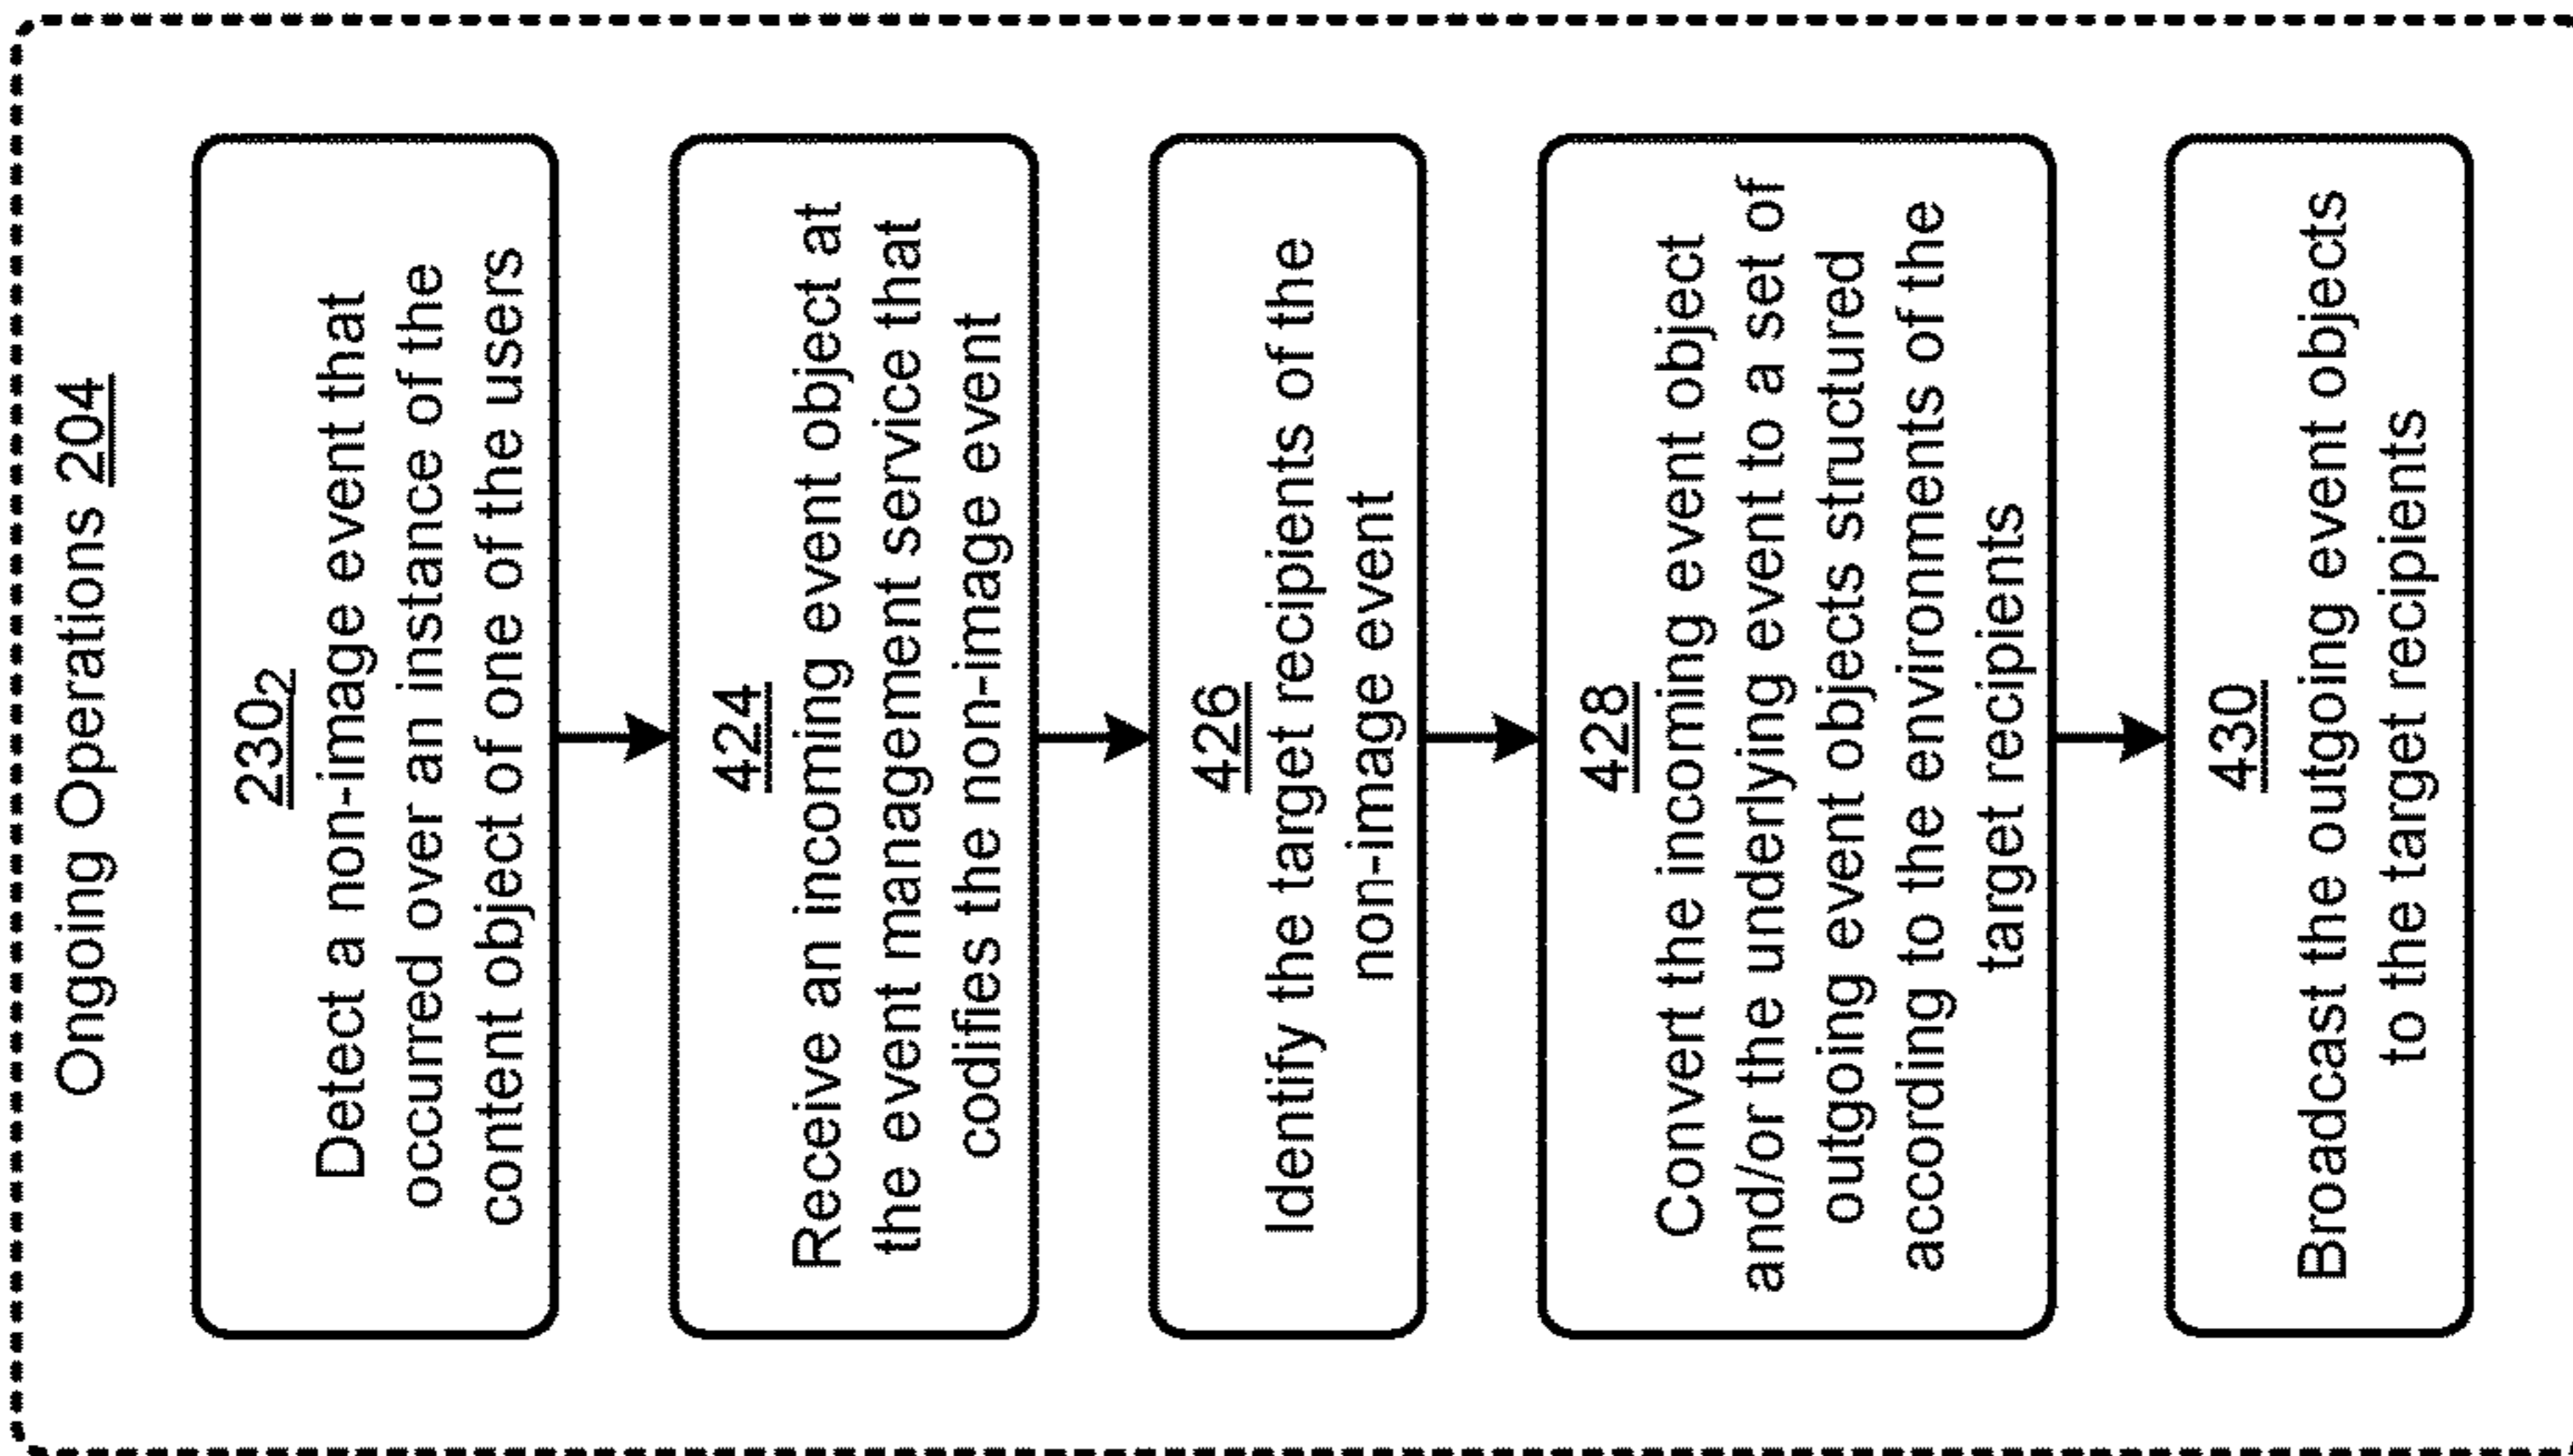 Ongoing Operations 204
230₂
Detect a non-image event that
occurred over an instance of the
content object of one of the users
424
Receive an incoming event object at
the event management service that
codifies the non-image event
426
Identify the target recipients of the
non-image event
428
Convert the incoming event object
and/or the underlying event to a set of
outgoing event objects structured
according to the environments of the
target recipients
430
Broadcast the outgoing event objects
to the target recipients